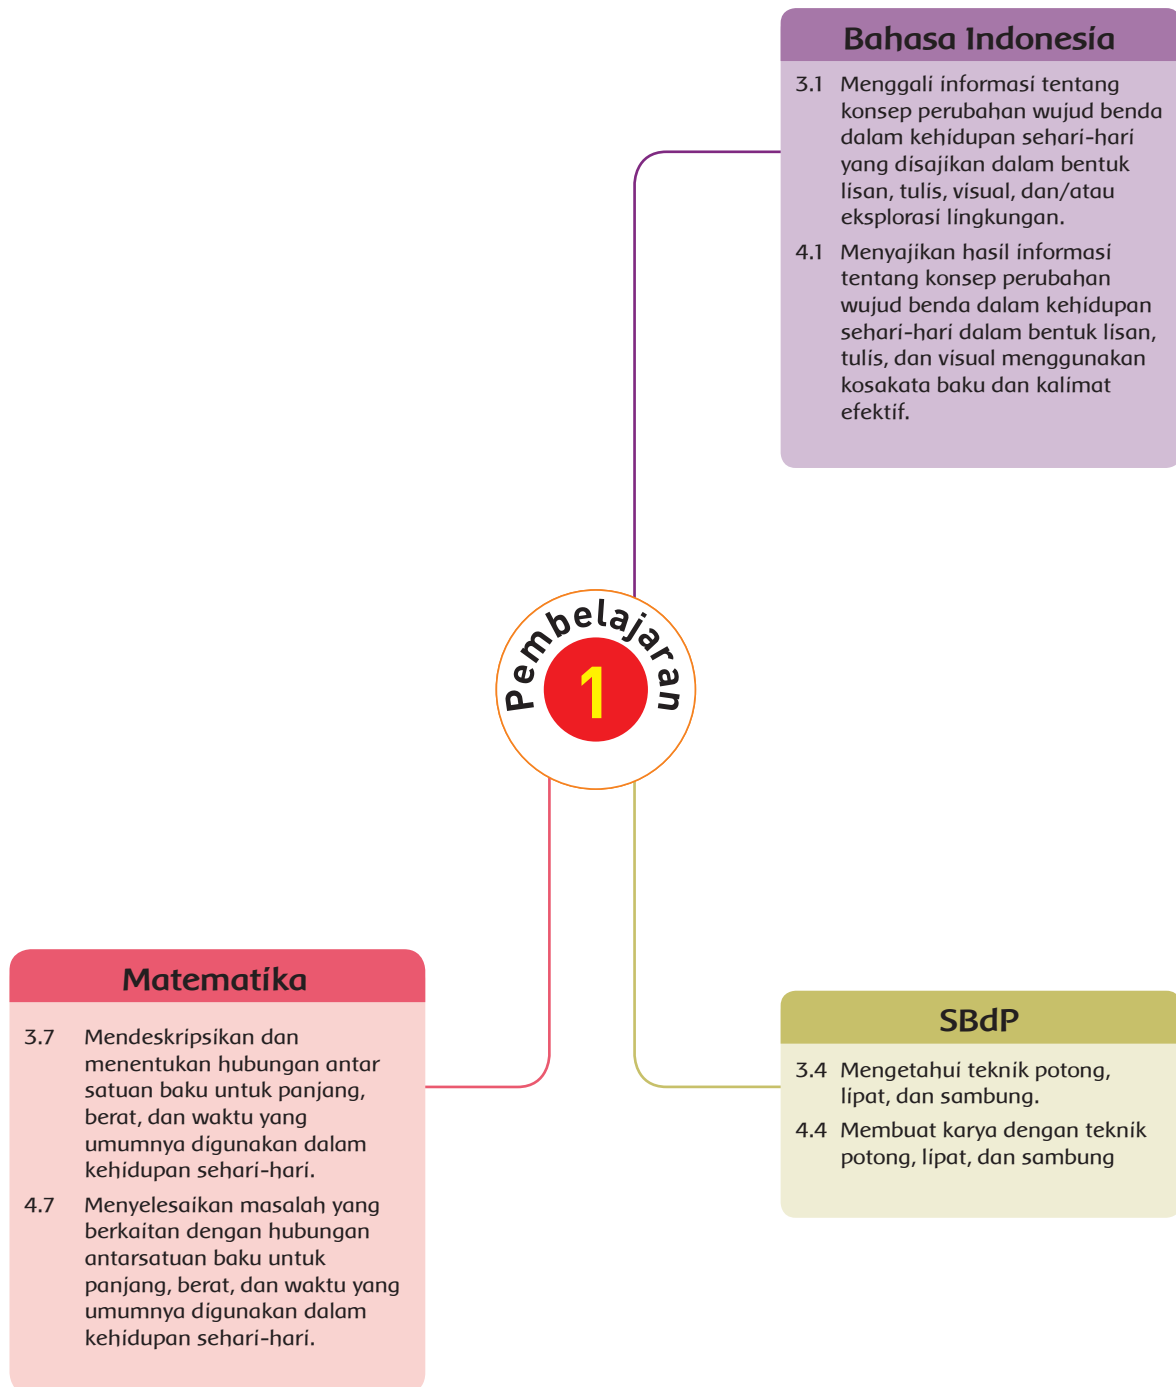 Bahasa Indonesia
3.1 Menggali informasi tentang
konsep perubahan wujud benda
dalam kehidupan sehari-hari
yang disajikan dalam bentuk
lisan, tulis, visual, dan/atau
eksplorasi lingkungan.
4.1 Menyajikan hasil informasi
tentang konsep perubahan
wujud benda dalam kehidupan
sehari-hari dalam bentuk lisan,
tulis, dan visual menggunakan
kosakata baku dan kalimat
efektif.
Pembelajaran
1
Matematika
3.7 Mendeskripsikan dan
menentukan hubungan antar
satuan baku untuk panjang,
berat, dan waktu yang
umumnya digunakan dalam
kehidupan sehari-hari.
4.7 Menyelesaikan masalah yang
berkaitan dengan hubungan
antarsatuan baku untuk
panjang, berat, dan waktu yang
umumnya digunakan dalam
kehidupan sehari-hari.
SBdP
3.4 Mengetahui teknik potong,
lipat, dan sambung.
4.4 Membuat karya dengan teknik
potong, lipat, dan sambung